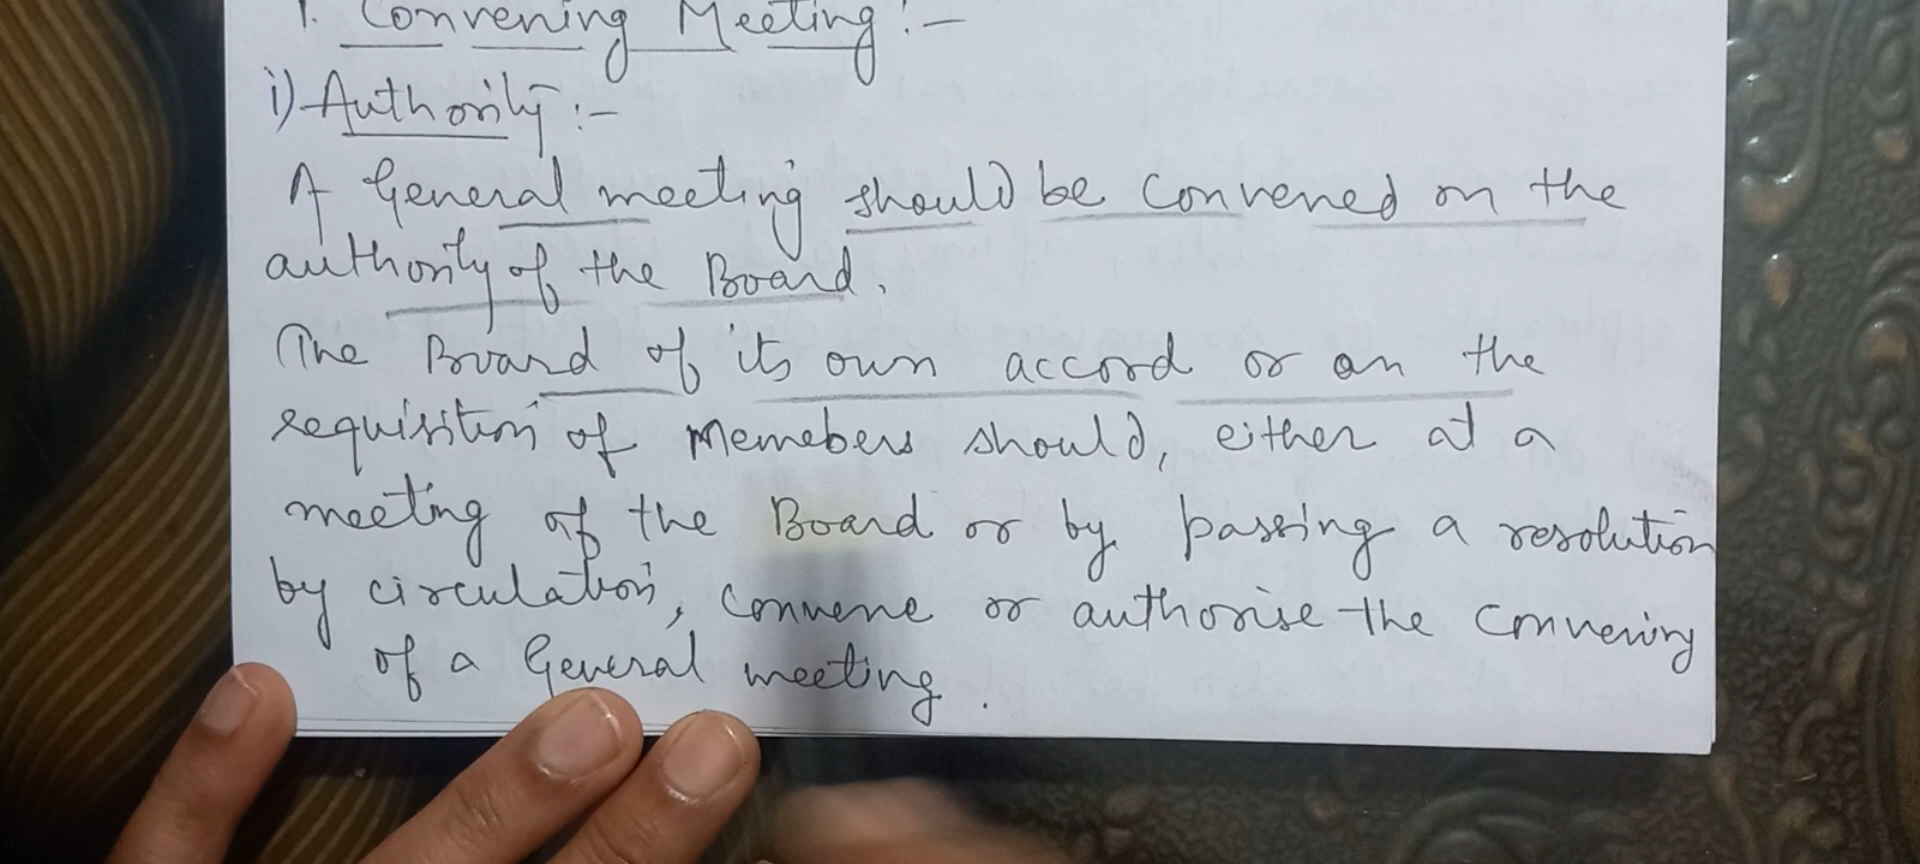 1. Convening Meeting :-
i) Authority :-
A General meeting should be convened on the
authority of the Board.
The Board of its own accord or on the
requisition of Memebers should, either at a
meeting of the Board or by passing a resolution
by circulation, convene or authorise the convening
of a General meeting.